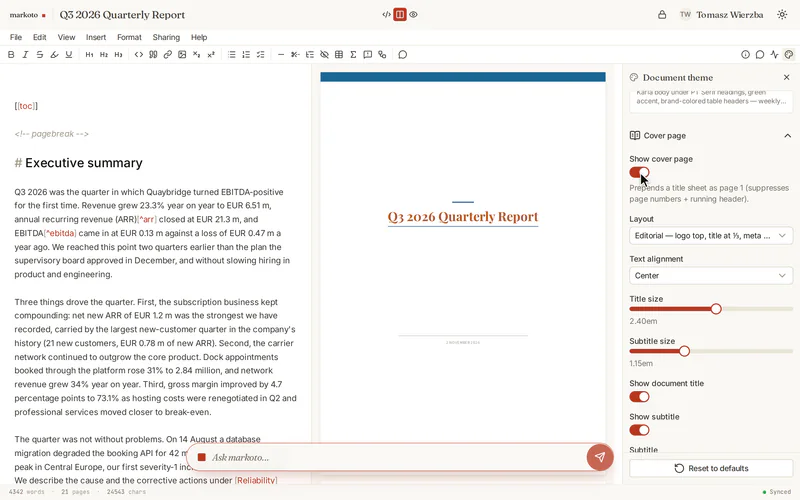 markoto
Q3 2026 Quarterly Report
TW Tomasz Wierzba
File Edit View Insert Format Sharing Help
H1 H2 H3
[[toc]]
<!-- pagebreak -->
# Executive summary
Q3 2026 was the quarter in which Quaybridge turned EBITDA-positive
for the first time. Revenue grew 23.3% year on year to EUR 6.51 m,
annual recurring revenue (ARR)[^arr] closed at EUR 21.3 m, and
EBITDA[^ebitda] came in at EUR 0.13 m against a loss of EUR 0.47 m a
year ago. We reached this point two quarters earlier than the plan the
supervisory board approved in December, and without slowing hiring in
product and engineering.
Three things drove the quarter. First, the subscription business kept
compounding: net new ARR of EUR 1.2 m was the strongest we have
recorded, carried by the largest new-customer quarter in the company's
history (21 new customers, EUR 0.78 m of new ARR). Second, the carrier
network continued to outgrow the core product. Dock appointments
booked through the platform rose 31% to 2.84 million, and network
revenue grew 34% year on year. Third, gross margin improved by 4.7
percentage points to 73.1% as hosting costs were renegotiated in Q2 and
professional services moved closer to break-even.
The quarter was not without problems. On 14 August a database
migration degraded the booking API for 42 m
peak in Central Europe, our first severity-1 inc
We describe the cause and the corrective actions under [Reliability]
Q3 2026 Quarterly Report
Ask markoto...
Document theme
Karla body under PT Serif headings, green
accent, brand-colored table headers — weekly...
Cover page
Show cover page
Prepends a title sheet as page 1 (suppresses
page numbers + running header).
Layout
Editorial — logo top, title at ⅓, meta ...
Text alignment
Center
Title size
2.40em
Subtitle size
1.15em
Show document title
Show subtitle
Subtitle
Reset to defaults
4342 words · 21 pages · 24543 chars
Synced